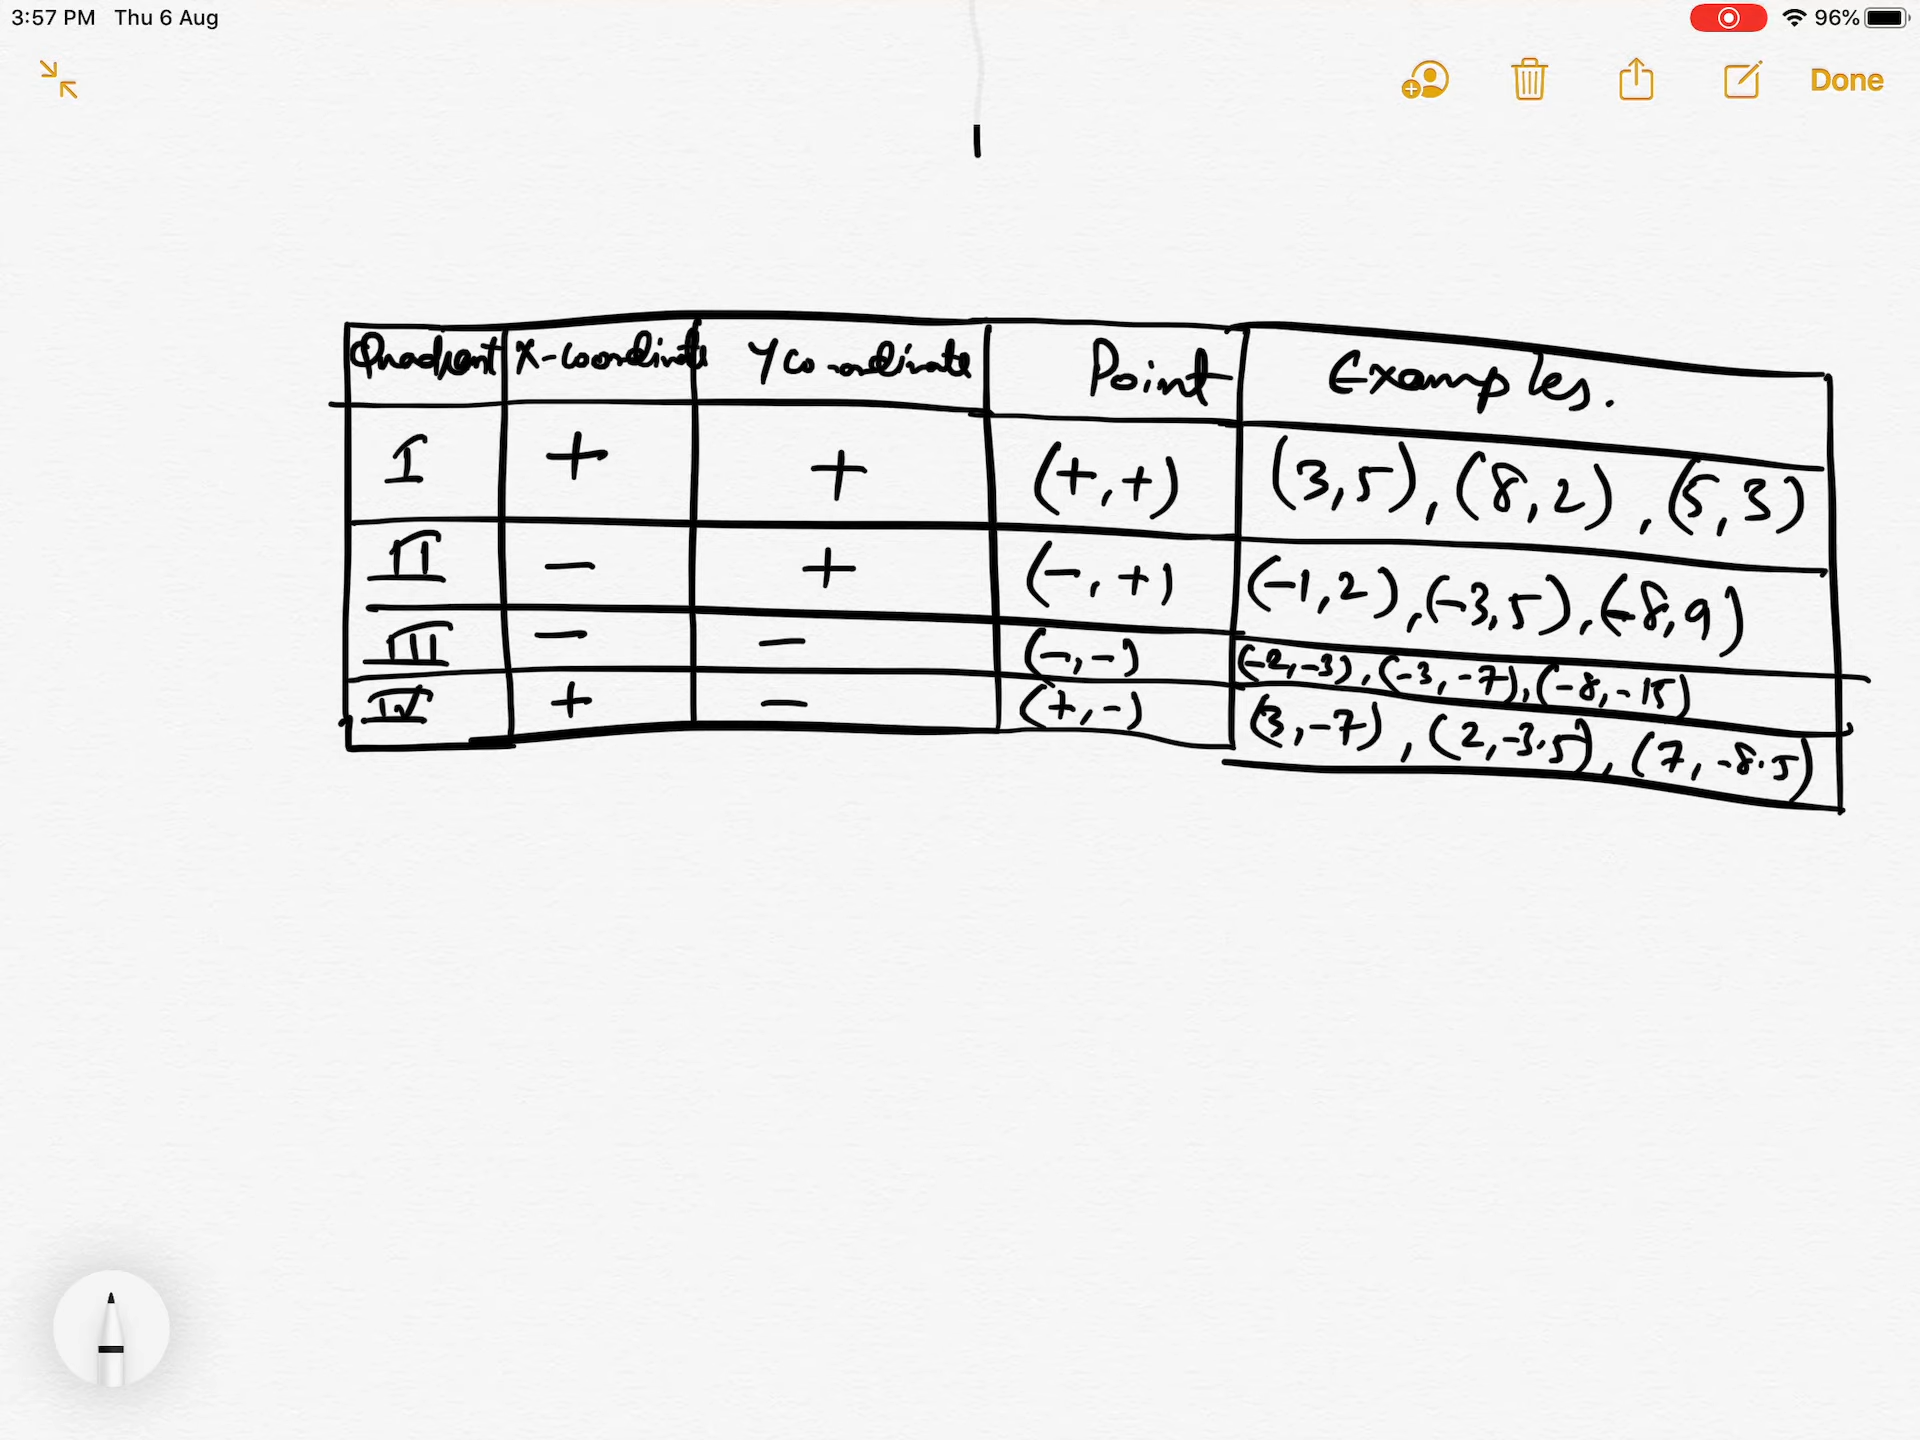 3:57 PM Thu 6 Aug 96%
Done
Quadrant X-coordinate Y co-ordinate Point Examples.
I + + (+,+) (3,5), (8,2), (5,3)
II - + (-,+) (-1,2), (-3,5), (-8,9)
III - - (-,-) (-2,-3), (-3,-7), (-8,-15)
IV + - (+,-) (3,-7), (2,-3.5), (7,-8.5)